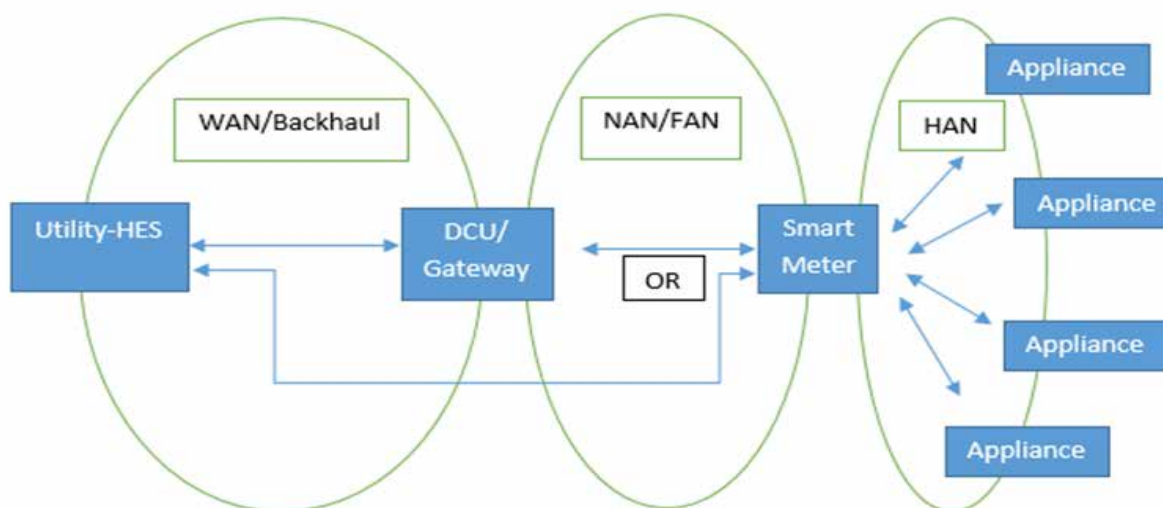 WAN/Backhaul
NAN/FAN
HAN
Appliance
Utility-HES
DCU/
Gateway
OR
Smart
Meter
Appliance
Appliance
Appliance